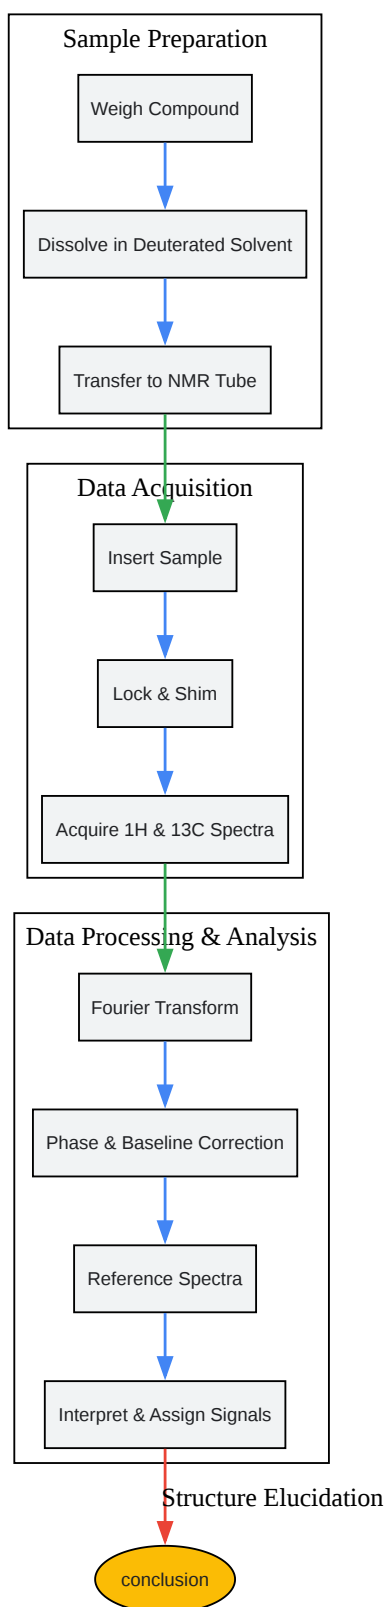 Sample Preparation
Weigh Compound
Dissolve in Deuterated Solvent
Transfer to NMR Tube
Data Acquisition
Insert Sample
Lock & Shim
Acquire 1H & 13C Spectra
Data Processing & Analysis
Fourier Transform
Phase & Baseline Correction
Reference Spectra
Interpret & Assign Signals
Structure Elucidation
conclusion